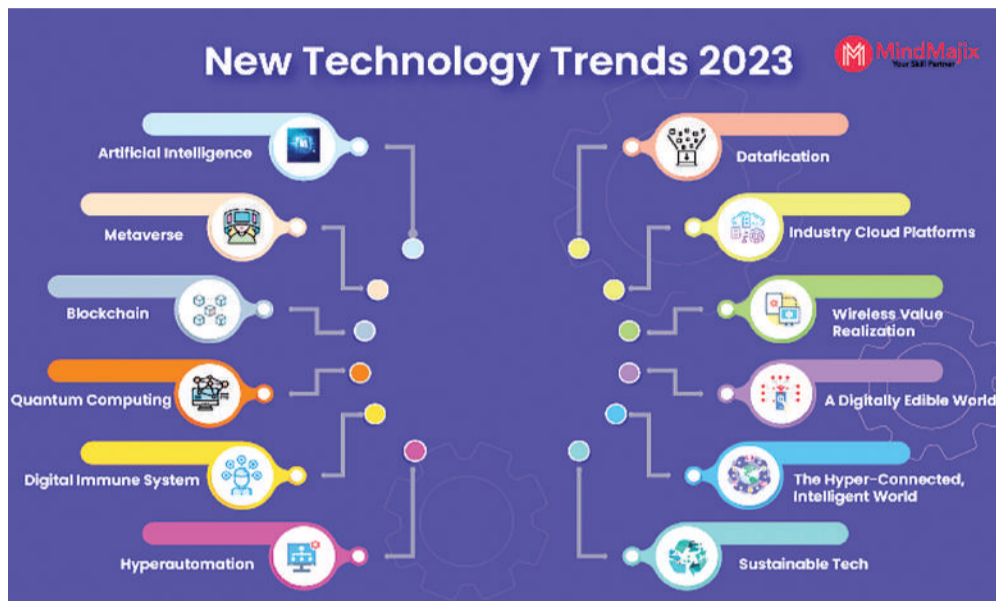 New Technology Trends 2023
MindMajix
Your Skill Partner
Artificial Intelligence
Metaverse
Blockchain
Quantum Computing
Digital Immune System
Hyperautomation
Datafication
Industry Cloud Platforms
Wireless Value
Realization
A Digitally Edible World
The Hyper-Connected,
Intelligent World
Sustainable Tech